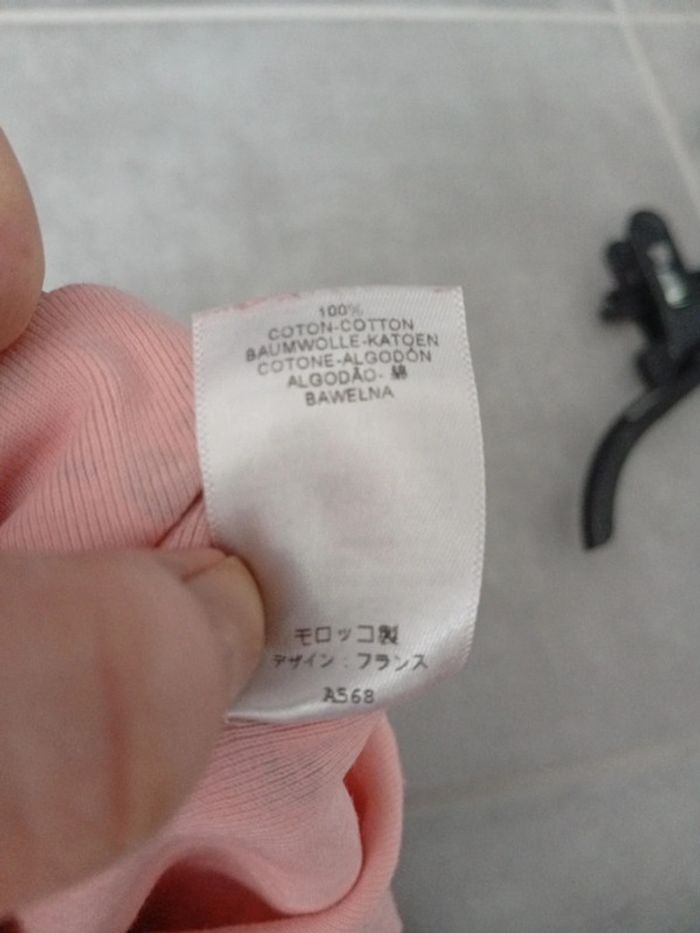 100%
COTON-COTTON
BAUMWOLLE-KATOEN
COTONE-ALGODÓN
ALGODÃO- 綿
BAWEŁNA
モロッコ製
デザイン : フランス
A568